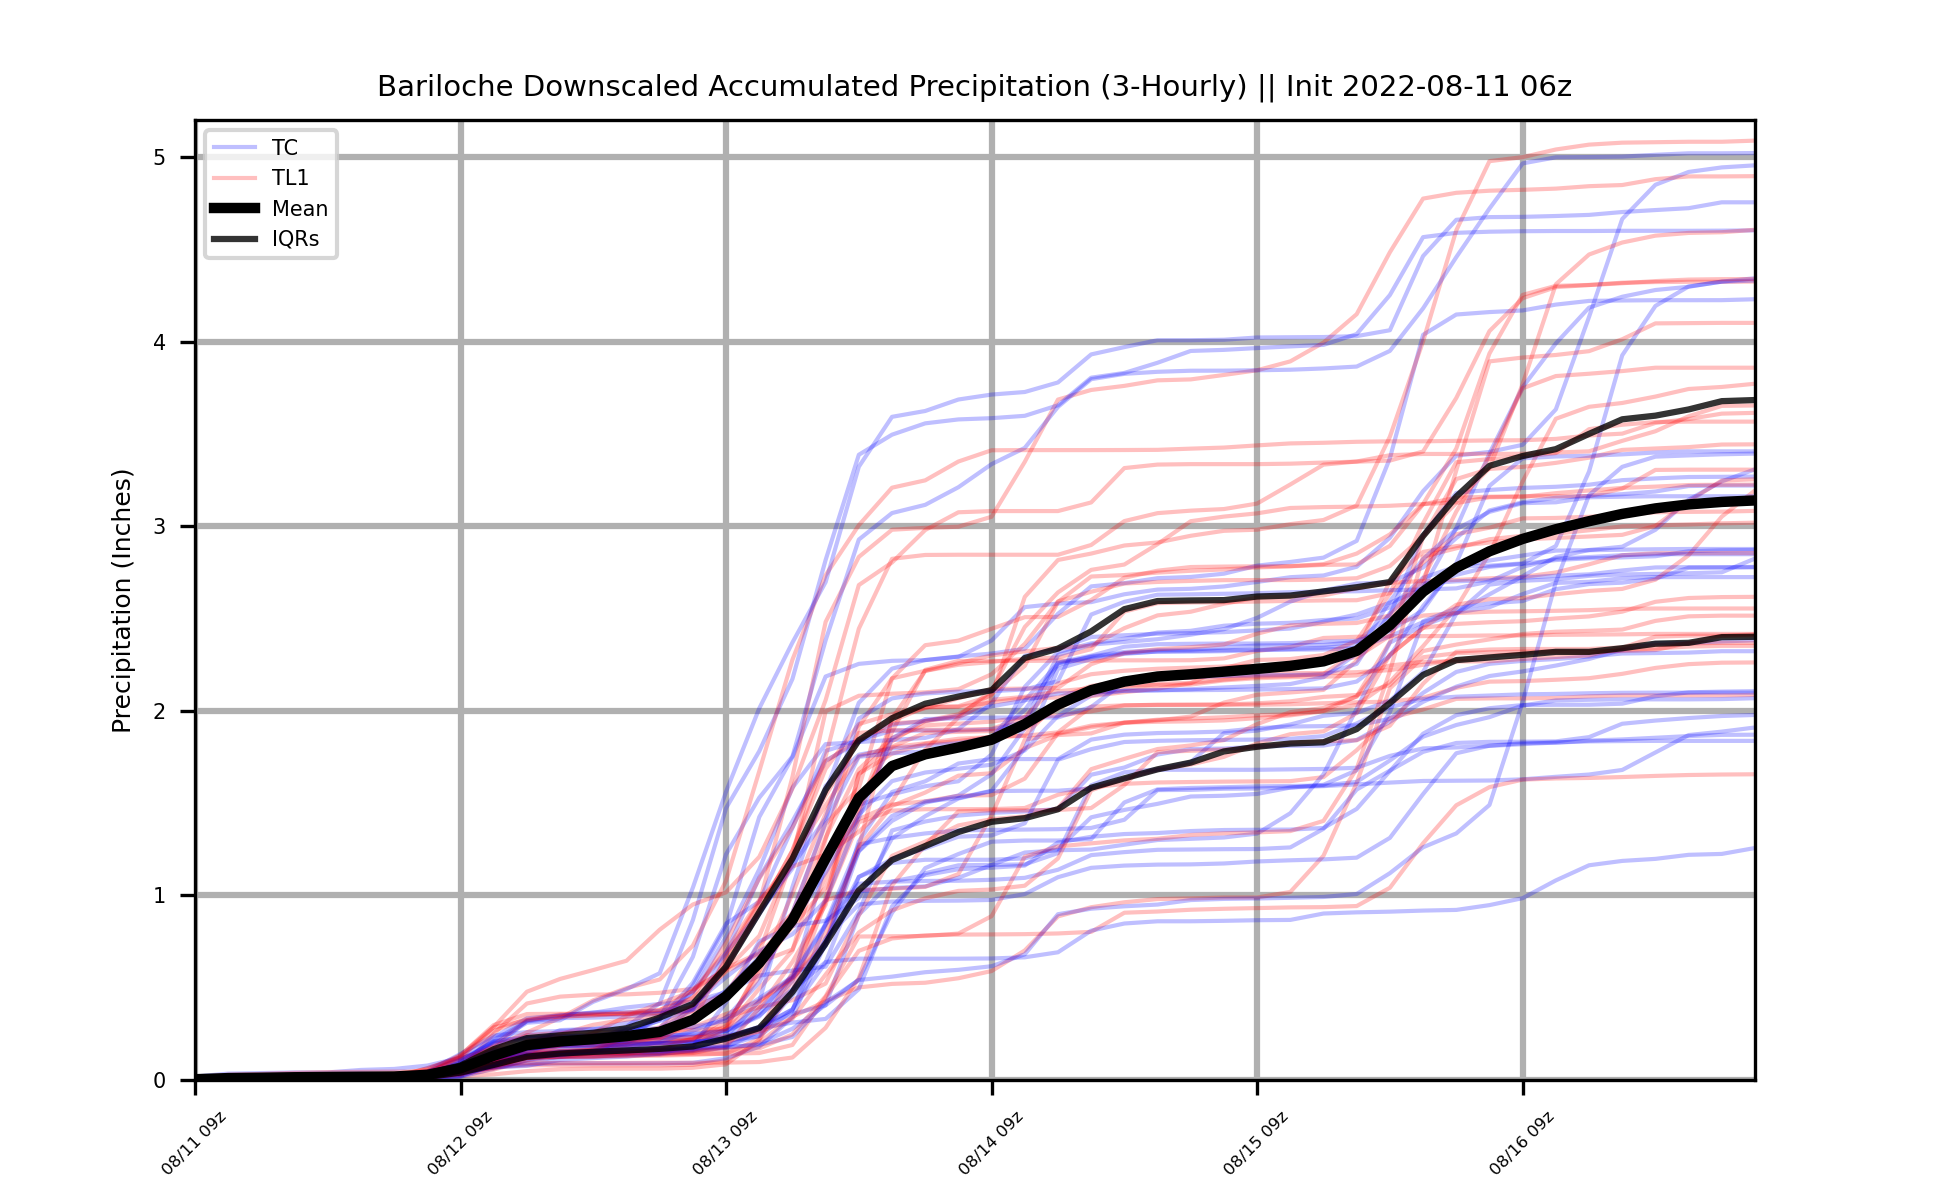 Bariloche Downscaled Accumulated Precipitation (3-Hourly) || Init 2022-08-11 06z
TC
TL1
Mean
IQRs
Precipitation (Inches)
5
4
3
2
1
0
08/11 09z
08/12 09z
08/13 09z
08/14 09z
08/15 09z
08/16 09z